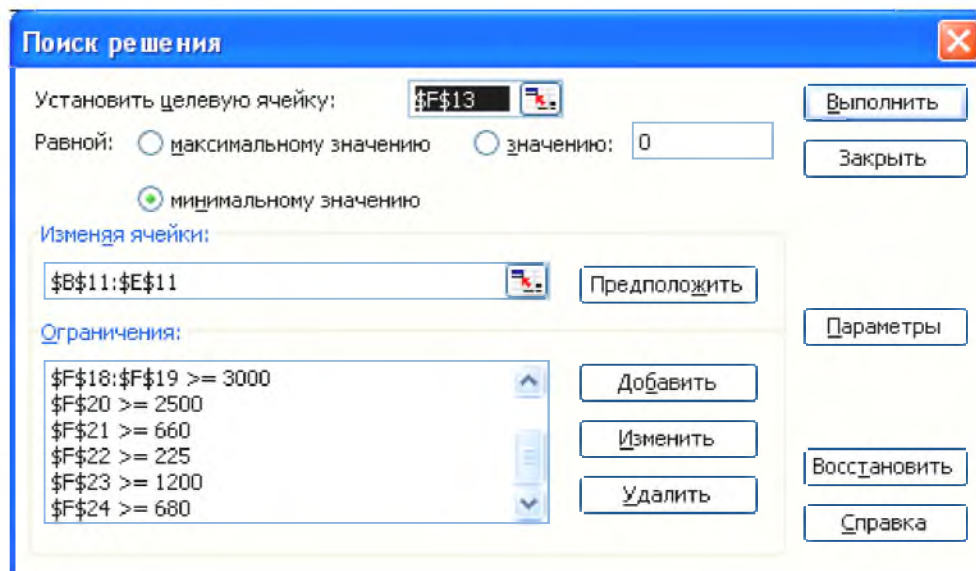 Поиск решения
Установить целевую ячейку: $F$13 Выполнить
Равной: максимальному значению значению: 0
Закрыть
минимальному значению
Изменяя ячейки:
$B$11:$E$11 Предположить
Параметры
Ограничения:
$F$18:$F$19 >= 3000
$F$20 >= 2500
$F$21 >= 660
$F$22 >= 225
$F$23 >= 1200
$F$24 >= 680
Добавить
Изменить
Удалить
Восстановить
Справка